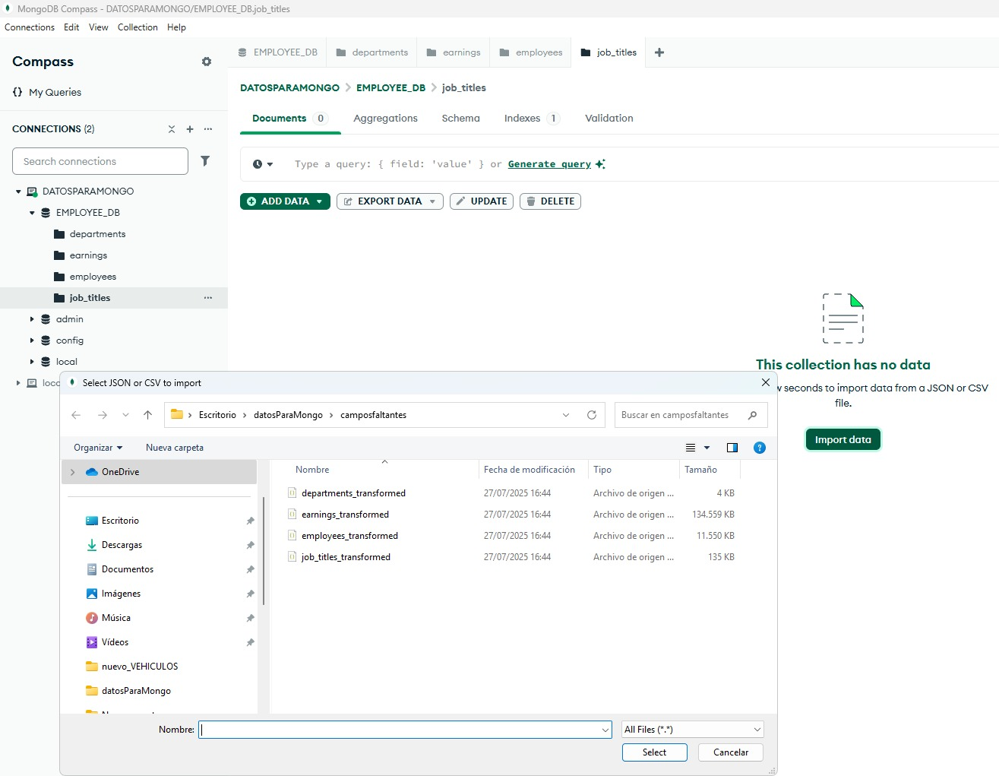 MongoDB Compass - DATOSPARAMONGO/EMPLOYEE_DB.job_titles
Connections Edit View Collection Help
Compass
My Queries
CONNECTIONS (2)
Search connections
DATOSPARAMONGO
EMPLOYEE_DB
departments
earnings
employees
job_titles
admin
config
local
EMPLOYEE_DB departments earnings employees job_titles
DATOSPARAMONGO EMPLOYEE_DB job_titles
Documents 0 Aggregations Schema Indexes 1 Validation
Type a query: { field: 'value' } or Generate query
ADD DATA EXPORT DATA UPDATE DELETE
This collection has no data
seconds to import data from a JSON or CSV
file.
Import data
Select JSON or CSV to import
Escritorio datosParaMongo camposfaltantes
Buscar en camposfaltantes
Organizar Nueva carpeta
OneDrive
Escritorio
Descargas
Documentos
Imágenes
Música
Vídeos
nuevo_VEHICULOS
datosParaMongo
Nombre Fecha de modificación Tipo Tamaño
departments_transformed 27/07/2025 16:44 Archivo de origen ... 4 KB
earnings_transformed 27/07/2025 16:44 Archivo de origen ... 134.559 KB
employees_transformed 27/07/2025 16:44 Archivo de origen ... 11.550 KB
job_titles_transformed 27/07/2025 16:44 Archivo de origen ... 135 KB
Nombre:
All Files (*.*)
Select Cancelar